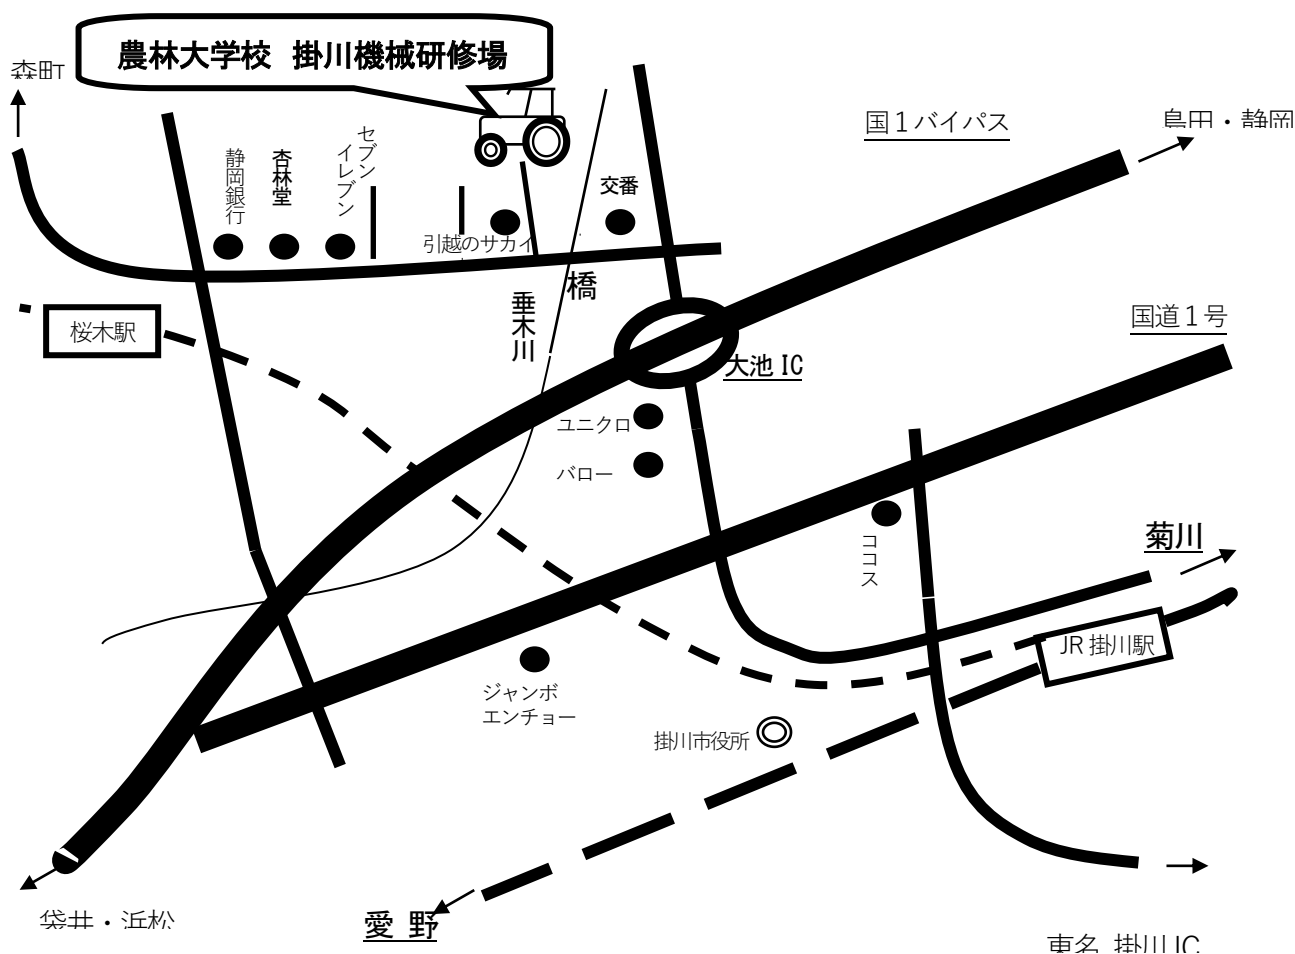 農林大学校 掛川機械研修場
森町
国１バイパス
島田・静岡
セブン
イレブン
静岡銀行
杏林堂
交番
引越のサカイ
橋
垂木川
桜木駅
国道１号
大池 IC
ユニクロ
バロー
ココス
菊川
JR 掛川駅
ジャンボ
エンチョー
掛川市役所
袋井・浜松
愛 野
東名 掛川 IC